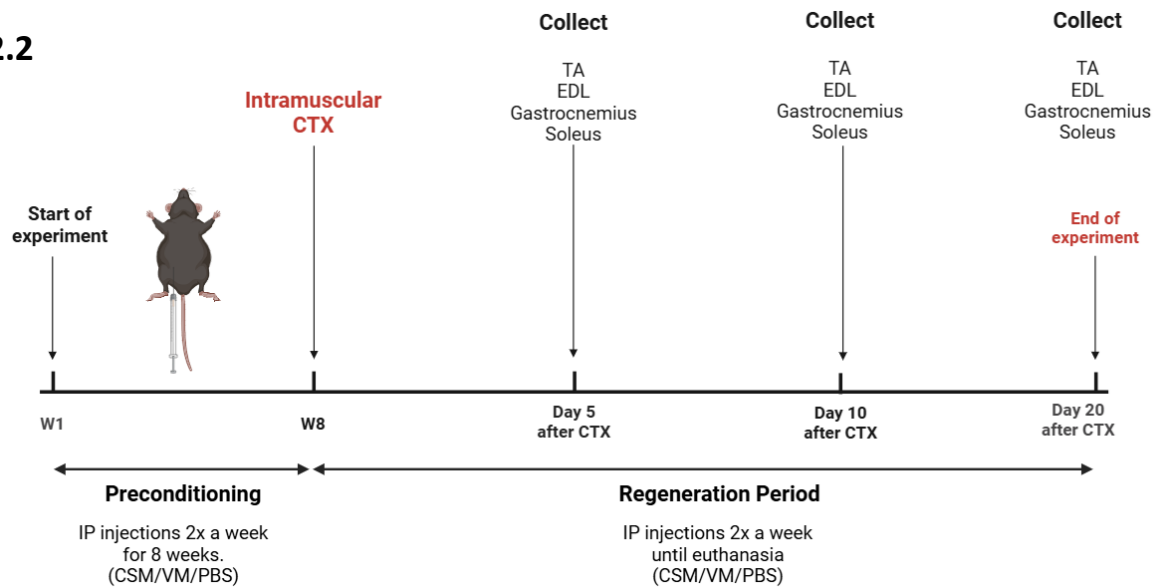 2.2
Collect
TA
EDL
Gastrocnemius
Soleus
Collect
TA
EDL
Gastrocnemius
Soleus
Collect
TA
EDL
Gastrocnemius
Soleus
Intramuscular
CTX
Start of
experiment
End of
experiment
W1
W8
Day 5
after CTX
Day 10
after CTX
Day 20
after CTX
Preconditioning
IP injections 2x a week
for 8 weeks.
(CSM/VM/PBS)
Regeneration Period
IP injections 2x a week
until euthanasia
(CSM/VM/PBS)